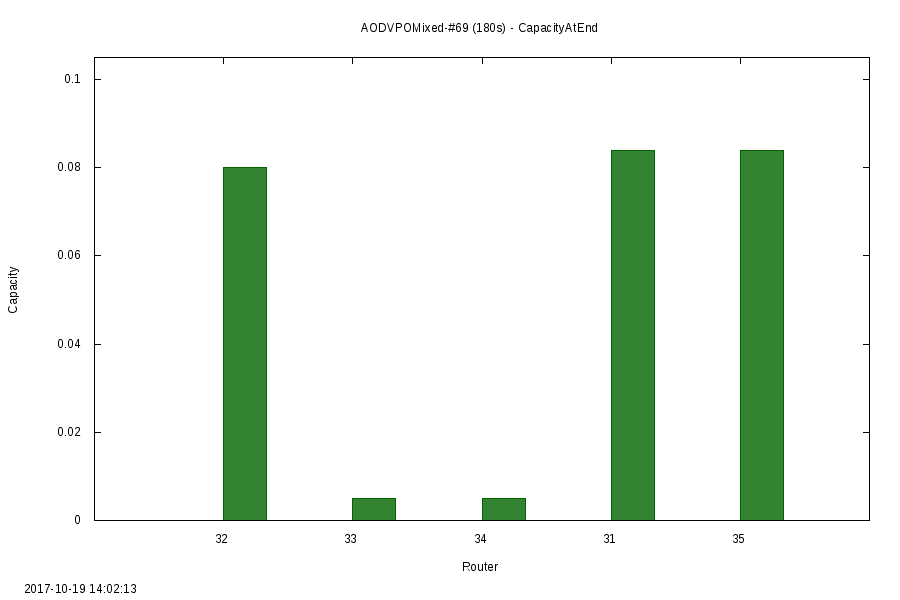 AODVPOMixed-#69 (180s) - CapacityAtEnd
0.1
0.08
0.06
0.04
0.02
0
Capacity
32 33 34 31 35
Router
2017-10-19 14:02:13